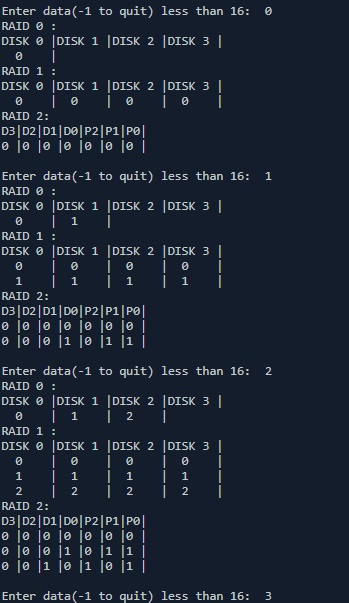 Enter data(-1 to quit) less than 16:  0
RAID 0 :
DISK 0 |DISK 1 |DISK 2 |DISK 3 |
  0    |
RAID 1 :
DISK 0 |DISK 1 |DISK 2 |DISK 3 |
  0    |  0    |  0    |  0    |
RAID 2:
D3|D2|D1|D0|P2|P1|P0|
0 |0 |0 |0 |0 |0 |0 |

Enter data(-1 to quit) less than 16:  1
RAID 0 :
DISK 0 |DISK 1 |DISK 2 |DISK 3 |
  0    |  1    |
RAID 1 :
DISK 0 |DISK 1 |DISK 2 |DISK 3 |
  0    |  0    |  0    |  0    |
  1    |  1    |  1    |  1    |
RAID 2:
D3|D2|D1|D0|P2|P1|P0|
0 |0 |0 |0 |0 |0 |0 |
0 |0 |0 |1 |0 |1 |1 |

Enter data(-1 to quit) less than 16:  2
RAID 0 :
DISK 0 |DISK 1 |DISK 2 |DISK 3 |
  0    |  1    |  2    |
RAID 1 :
DISK 0 |DISK 1 |DISK 2 |DISK 3 |
  0    |  0    |  0    |  0    |
  1    |  1    |  1    |  1    |
  2    |  2    |  2    |  2    |
RAID 2:
D3|D2|D1|D0|P2|P1|P0|
0 |0 |0 |0 |0 |0 |0 |
0 |0 |0 |1 |0 |1 |1 |
0 |0 |1 |0 |1 |0 |1 |

Enter data(-1 to quit) less than 16:  3